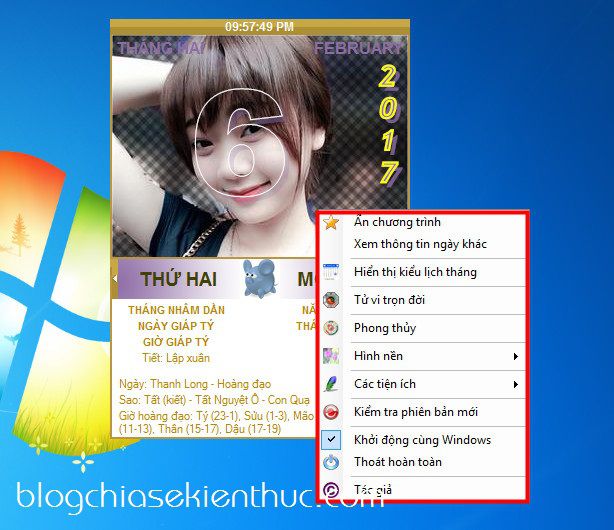 09:57:49 PM
THÁNG HAI FEBRUARY
2017
6
THỨ HAI
THÁNG NHÂM DẦN
NGÀY GIÁP TÝ
GIỜ GIÁP TÝ
Tiết: Lập xuân
Ngày: Thanh Long - Hoàng đạo
Sao: Tất (kiết) - Tất Nguyệt Ô - Con Quạ
Giờ hoàng đạo: Tý (23-1), Sửu (1-3), Mão
(11-13), Thân (15-17), Dậu (17-19)
Ẩn chương trình
Xem thông tin ngày khác
Hiển thị kiểu lịch tháng
Tử vi trọn đời
Phong thủy
Hình nền
Các tiện ích
Kiểm tra phiên bản mới
Khởi động cùng Windows
Thoát hoàn toàn
Tác giả
blogchiasekienthuc.com